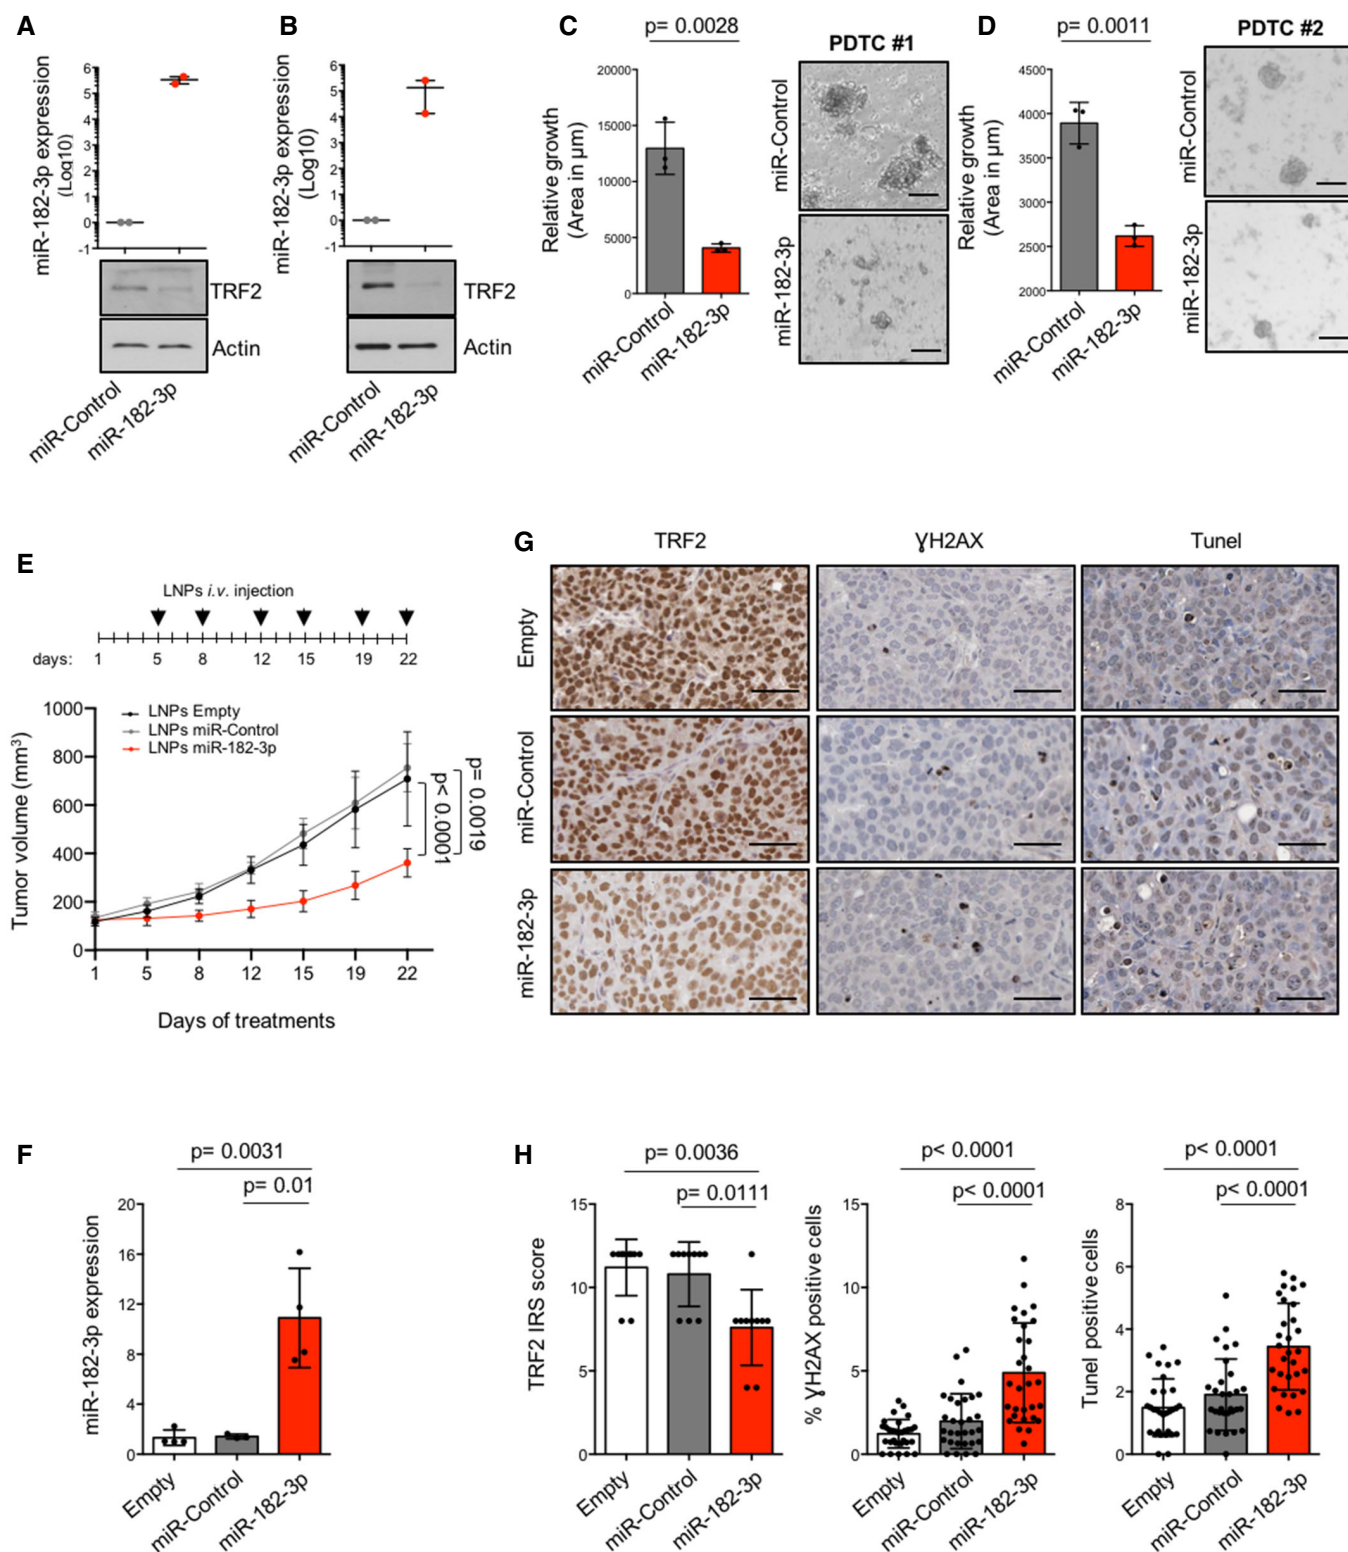 A
miR-182-3p expression
(Log10)
6
5
4
3
2
1
0
-1
TRF2
Actin
miR-Control
miR-182-3p
B
miR-182-3p expression
(Log10)
6
5
4
3
2
1
0
-1
TRF2
Actin
miR-Control
miR-182-3p
C
p= 0.0028
Relative growth
(Area in µm)
20000
15000
10000
5000
0
miR-Control
miR-182-3p
PDTC #1
miR-Control
miR-182-3p
D
p= 0.0011
Relative growth
(Area in µm)
4500
4000
3500
3000
2500
2000
miR-Control
miR-182-3p
PDTC #2
miR-Control
miR-182-3p
E
LNPs i.v. injection
days: 1 5 8 12 15 19 22
LNPs Empty
LNPs miR-Control
LNPs miR-182-3p
Tumor volume (mm³)
1000
800
600
400
200
0
p< 0.0001
p= 0.0019
1 5 8 12 15 19 22
Days of treatments
G
TRF2 ɣH2AX Tunel
Empty
miR-Control
miR-182-3p
F
p= 0.0031
p= 0.01
miR-182-3p expression
20
16
12
8
4
0
Empty
miR-Control
miR-182-3p
H
p= 0.0036
p= 0.0111
TRF2 IRS score
15
10
5
0
Empty
miR-Control
miR-182-3p
p< 0.0001
p< 0.0001
% ɣH2AX positive cells
15
10
5
0
Empty
miR-Control
miR-182-3p
p< 0.0001
p< 0.0001
Tunel positive cells
8
6
4
2
0
Empty
miR-Control
miR-182-3p